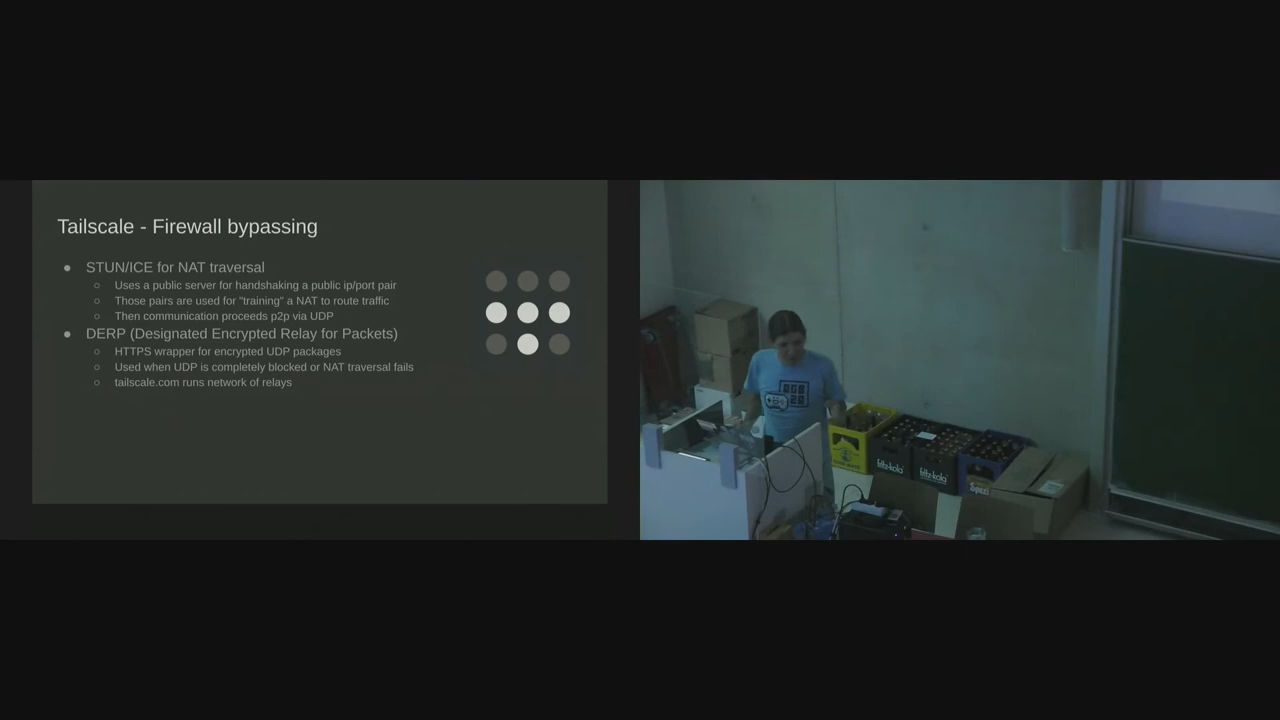 Tailscale - Firewall bypassing
● STUN/ICE for NAT traversal
○ Uses a public server for handshaking a public ip/port pair
○ Those pairs are used for "training" a NAT to route traffic
○ Then communication proceeds p2p via UDP
● DERP (Designated Encrypted Relay for Packets)
○ HTTPS wrapper for encrypted UDP packages
○ Used when UDP is completely blocked or NAT traversal fails
○ tailscale.com runs network of relays
fritz-kola
fritz-kola
Spezi